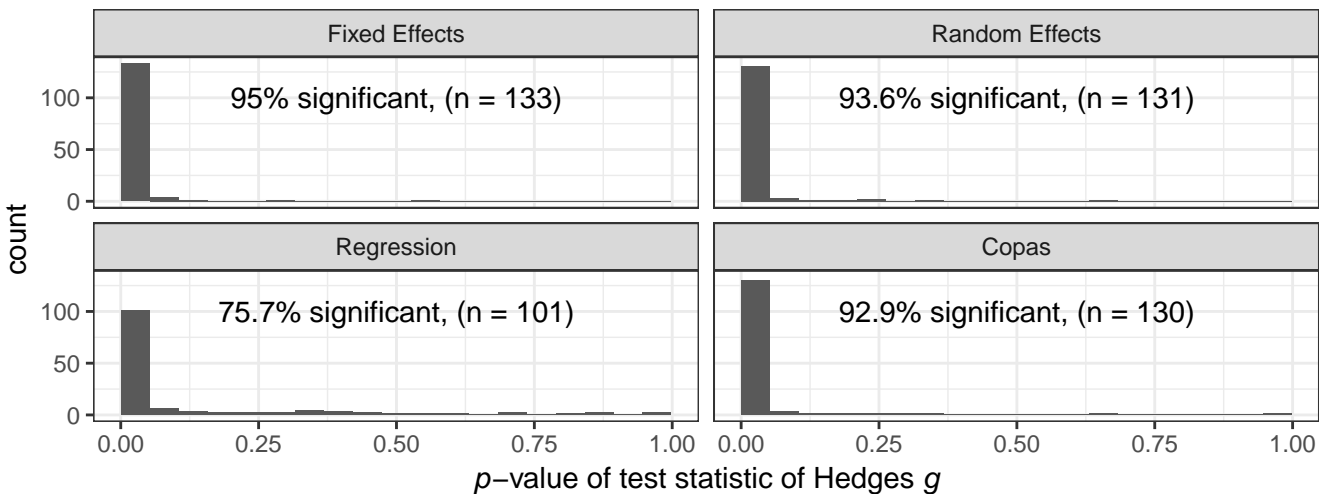 Fixed Effects
Random Effects
95% significant, (n = 133)
93.6% significant, (n = 131)
100
50
0
count
Regression
Copas
75.7% significant, (n = 101)
92.9% significant, (n = 130)
100
50
0
0.00 0.25 0.50 0.75 1.00
0.00 0.25 0.50 0.75 1.00
p−value of test statistic of Hedges g